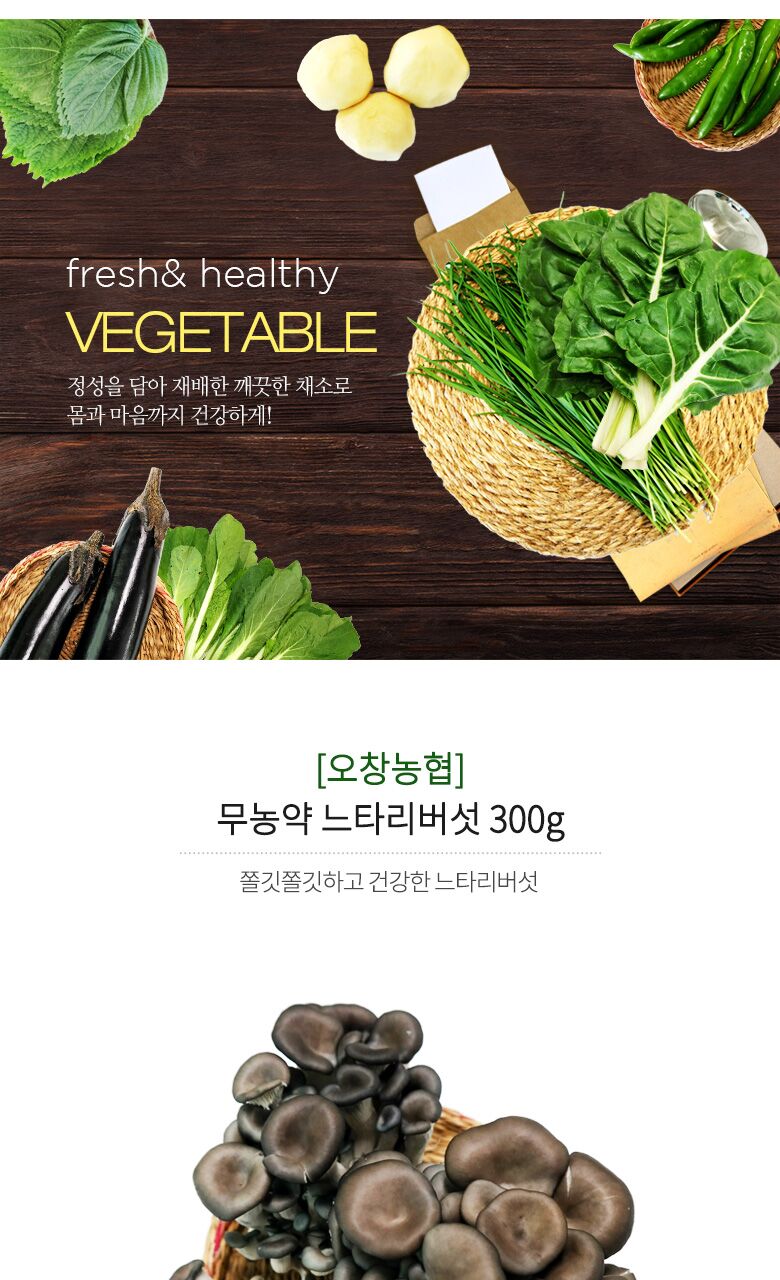 fresh& healthy
VEGETABLE
정성을 담아 재배한 깨끗한 채소로
몸과 마음까지 건강하게!
[오창농협]
무농약 느타리버섯 300g
쫄깃쫄깃하고 건강한 느타리버섯